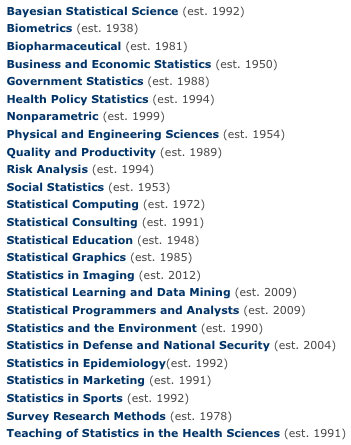 Bayesian Statistical Science (est. 1992)
Biometrics (est. 1938)
Biopharmaceutical (est. 1981)
Business and Economic Statistics (est. 1950)
Government Statistics (est. 1988)
Health Policy Statistics (est. 1994)
Nonparametric (est. 1999)
Physical and Engineering Sciences (est. 1954)
Quality and Productivity (est. 1989)
Risk Analysis (est. 1994)
Social Statistics (est. 1953)
Statistical Computing (est. 1972)
Statistical Consulting (est. 1991)
Statistical Education (est. 1948)
Statistical Graphics (est. 1985)
Statistics in Imaging (est. 2012)
Statistical Learning and Data Mining (est. 2009)
Statistical Programmers and Analysts (est. 2009)
Statistics and the Environment (est. 1990)
Statistics in Defense and National Security (est. 2004)
Statistics in Epidemiology(est. 1992)
Statistics in Marketing (est. 1991)
Statistics in Sports (est. 1992)
Survey Research Methods (est. 1978)
Teaching of Statistics in the Health Sciences (est. 1991)